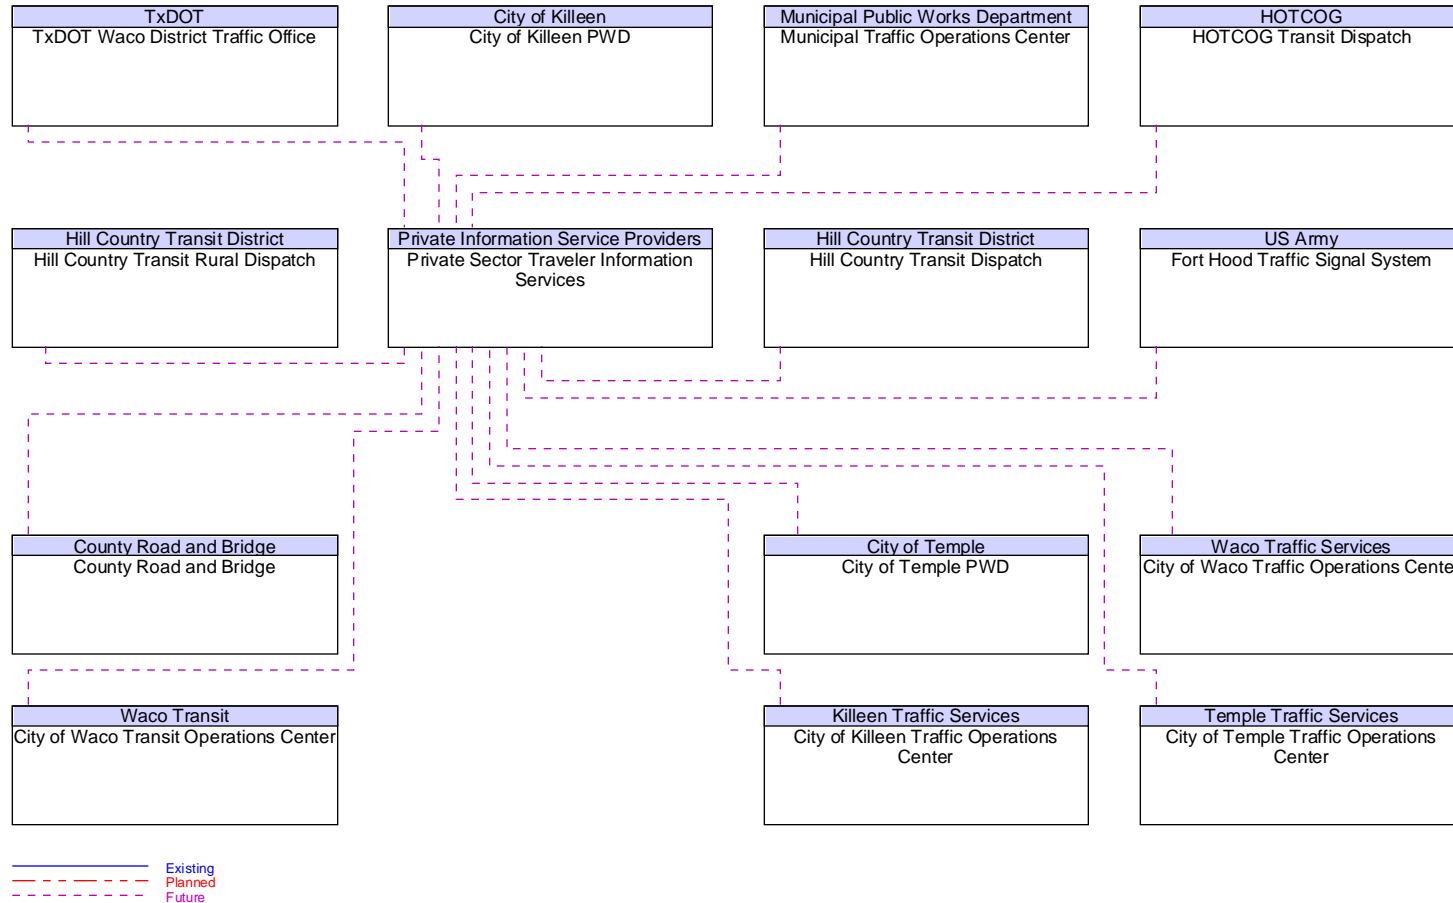 TxDOT
TxDOT Waco District Traffic Office
City of Killeen
City of Killeen PWD
Municipal Public Works Department
Municipal Traffic Operations Center
HOTCOG
HOTCOG Transit Dispatch
Hill Country Transit District
Hill Country Transit Rural Dispatch
Private Information Service Providers
Private Sector Traveler Information
Services
Hill Country Transit District
Hill Country Transit Dispatch
US Army
Fort Hood Traffic Signal System
County Road and Bridge
County Road and Bridge
City of Temple
City of Temple PWD
Waco Traffic Services
City of Waco Traffic Operations Cente
Waco Transit
City of Waco Transit Operations Center
Killeen Traffic Services
City of Killeen Traffic Operations
Center
Temple Traffic Services
City of Temple Traffic Operations
Center
Existing
Planned
Future